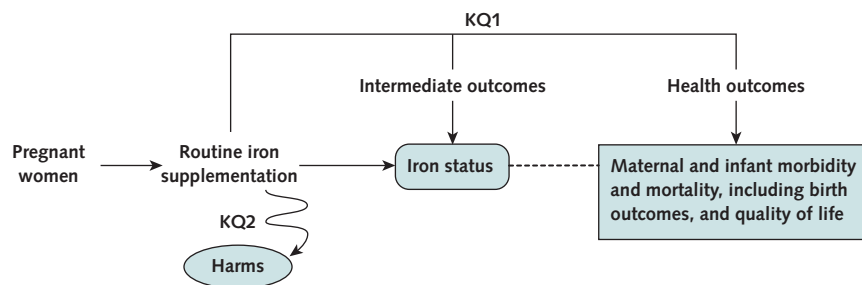 KQ1
Intermediate outcomes
Health outcomes
Pregnant
women
Routine iron
supplementation
Iron status
Maternal and infant morbidity
and mortality, including birth
outcomes, and quality of life
KQ2
Harms